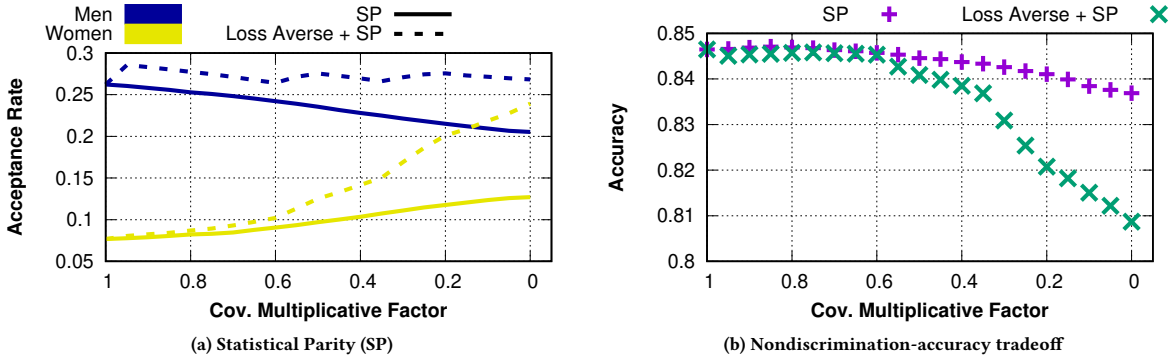 Men
Women
SP
Loss Averse + SP
0.3
0.25
0.2
0.15
0.1
0.05
Acceptance Rate
1 0.8 0.6 0.4 0.2 0
Cov. Multiplicative Factor
(a) Statistical Parity (SP)
SP Loss Averse + SP
0.85
0.84
0.83
0.82
0.81
0.8
Accuracy
1 0.8 0.6 0.4 0.2 0
Cov. Multiplicative Factor
(b) Nondiscrimination-accuracy tradeoff